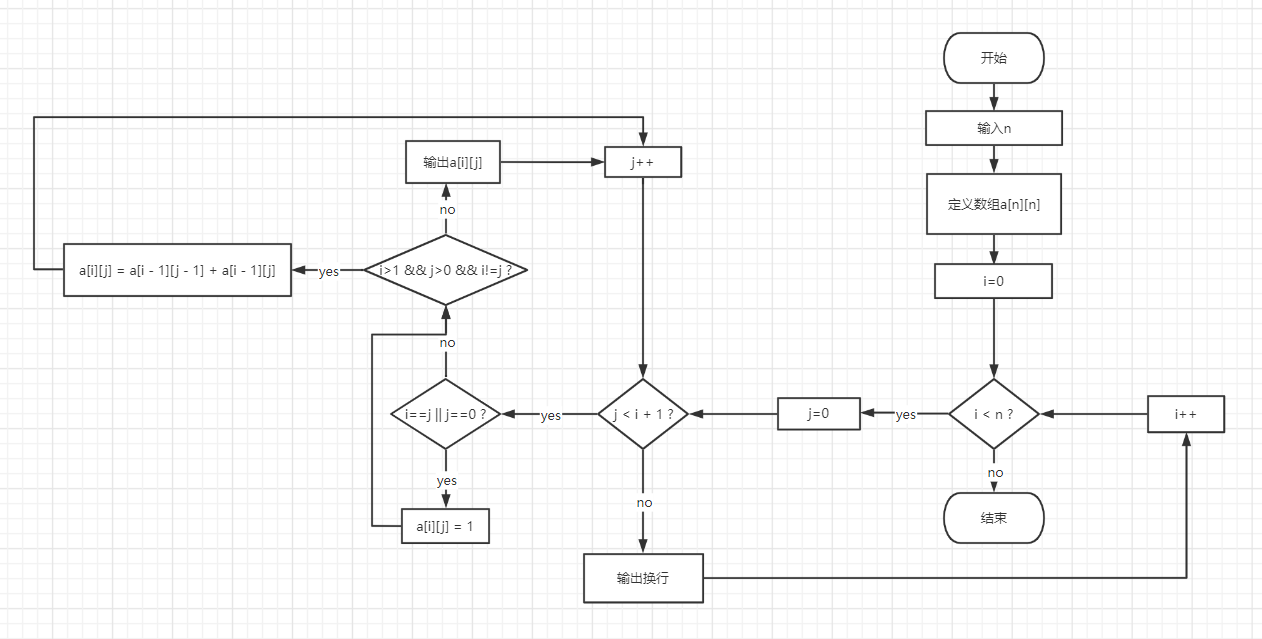 开始
输入n
定义数组a[n][n]
i=0
i < n ?
yes
no
结束
j=0
j < i + 1 ?
yes
no
输出换行
i++
i==j || j==0 ?
yes
a[i][j] = 1
no
i>1 && j>0 && i!=j ?
yes
a[i][j] = a[i - 1][j - 1] + a[i - 1][j]
no
输出a[i][j]
j++